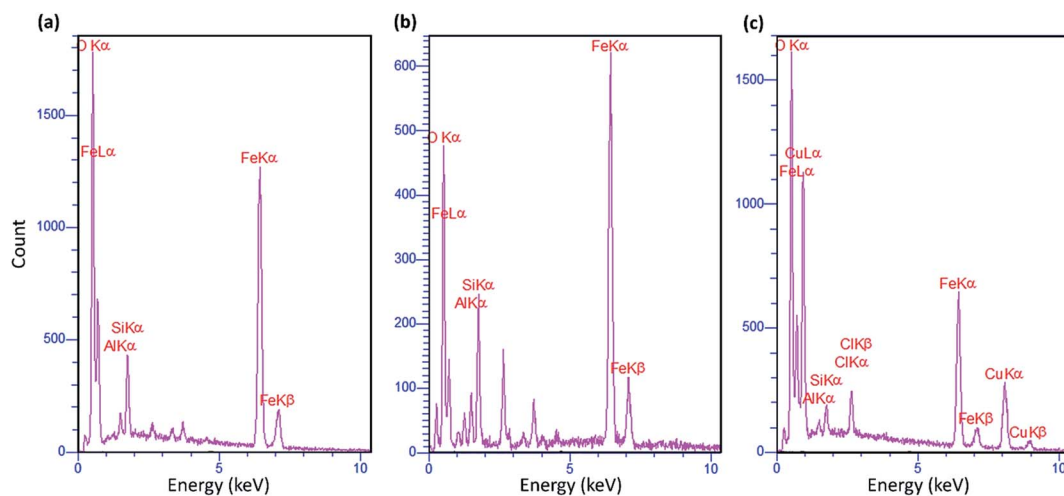 (a)
O Kα
1500
FeLα
FeKα
1000
Count
500
SiKα
AlKα
FeKβ
0
0
5
10
Energy (keV)
(b)
FeKα
600
500
O Kα
400
FeLα
300
SiKα
AlKα
200
FeKβ
100
0
0
5
10
Energy (keV)
(c)
O Kα
1500
CuLα
FeLα
1000
FeKα
500
ClKβ
ClKα
SiKα
AlKα
CuKα
FeKβ
CuKβ
0
0
5
10
Energy (keV)